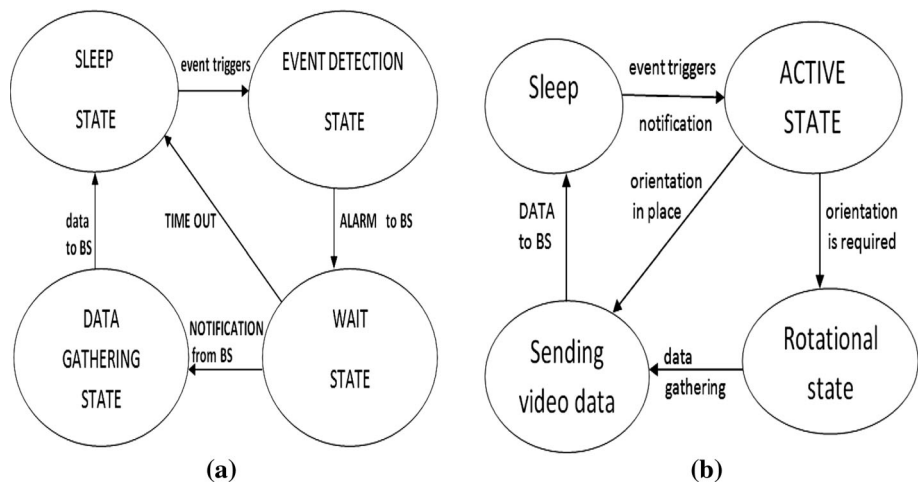 SLEEP
STATE
event triggers
EVENT DETECTION
STATE
data
to BS
TIME OUT
ALARM to BS
DATA
GATHERING
STATE
NOTIFICATION
from BS
WAIT
STATE
(a)
Sleep
event triggers
notification
ACTIVE
STATE
DATA
to BS
orientation
in place
orientation
is required
Sending
video data
data
gathering
Rotational
state
(b)